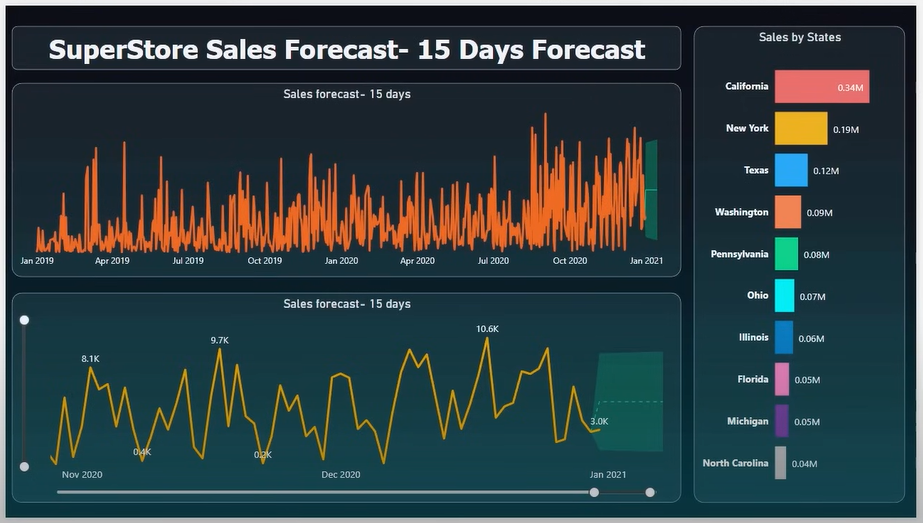 SuperStore Sales Forecast- 15 Days Forecast
Sales forecast- 15 days
Jan 2019 Apr 2019 Jul 2019 Oct 2019 Jan 2020 Apr 2020 Jul 2020 Oct 2020 Jan 2021
Sales forecast- 15 days
8.1K
0.4K
9.7K
0.2K
10.6K
3.0K
Nov 2020 Dec 2020 Jan 2021
Sales by States
California 0.34M
New York 0.19M
Texas 0.12M
Washington 0.09M
Pennsylvania 0.08M
Ohio 0.07M
Illinois 0.06M
Florida 0.05M
Michigan 0.05M
North Carolina 0.04M